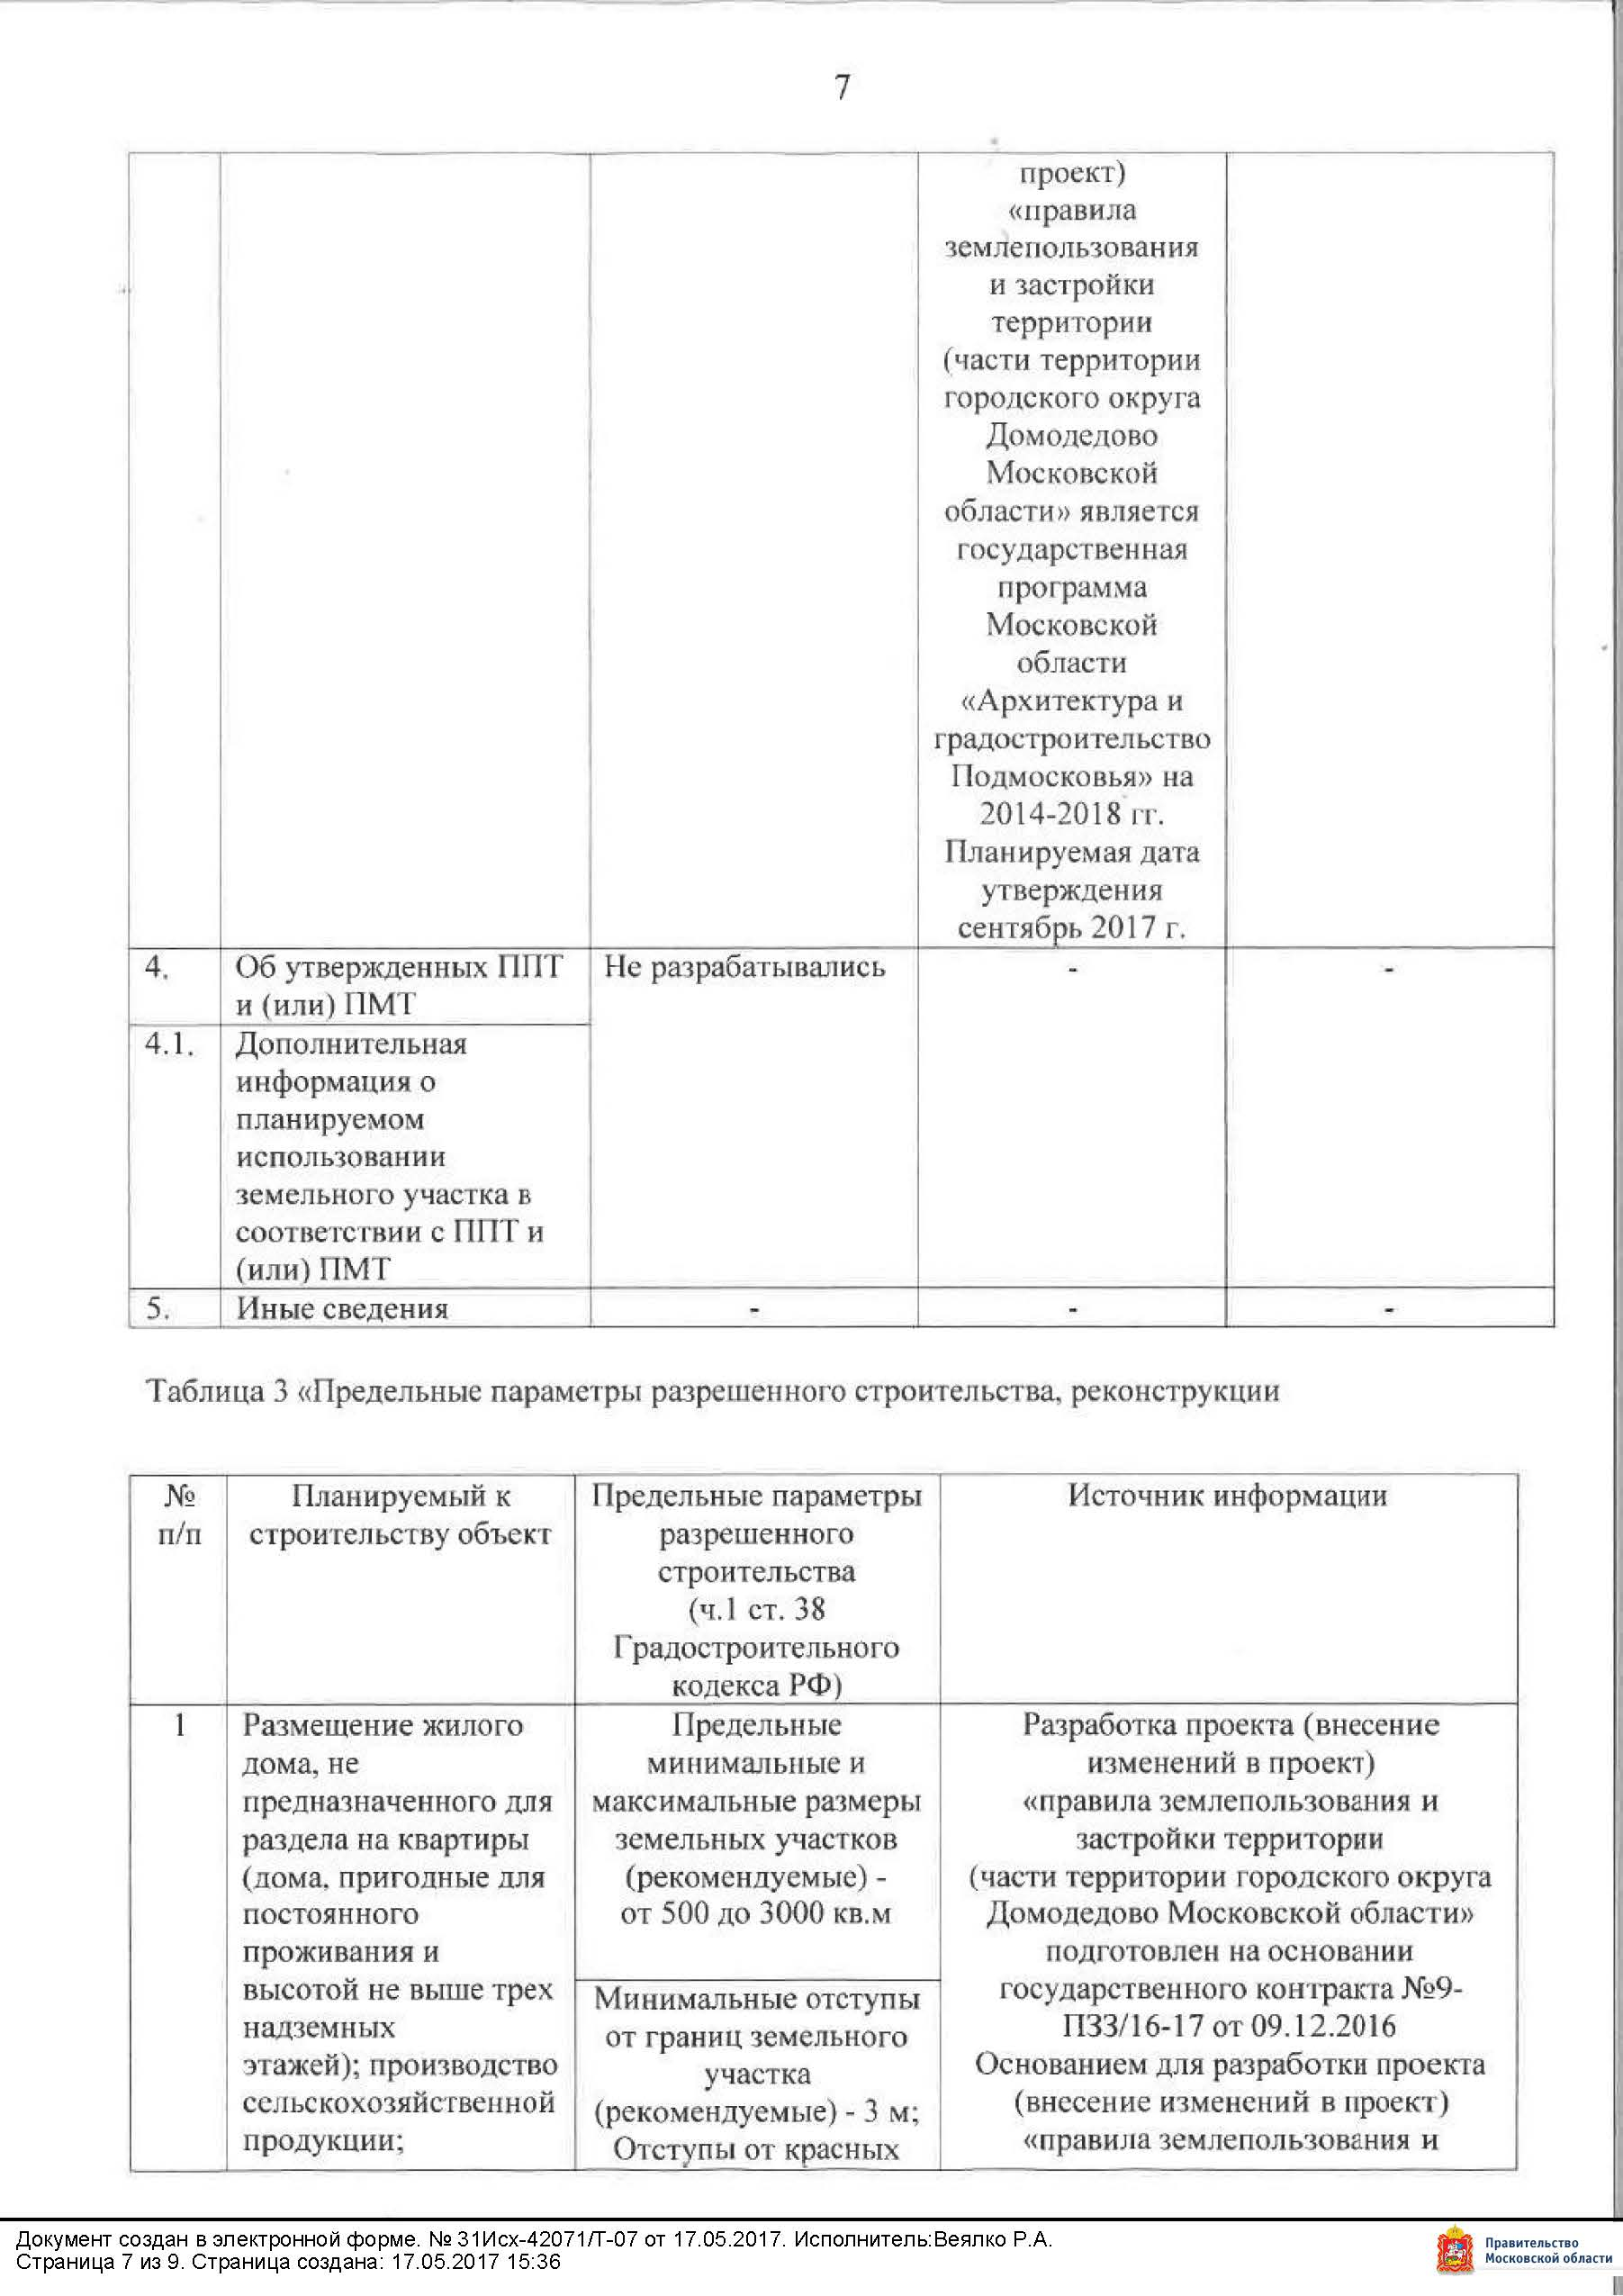 7
проект)
«правила
землепользования
и застройки
территории
(части территории
городского округа
Домодедово
Московской
области» является
государственная
программа
Московской
области
«Архитектура и
градостроительство
Подмосковья» на
2014-2018 гг.
Планируемая дата
утверждения
сентябрь 2017 г.
4.
Об утвержденных ППТ
и (или) ПМТ
Не разрабатывались
-
-
4.1.
Дополнительная
информация о
планируемом
использовании
земельного участка в
соответствии с ППТ и
(или) ПМТ
5.
Иные сведения
-
-
-
Таблица 3 «Предельные параметры разрешенного строительства, реконструкции
№
п/п
Планируемый к
строительству объект
Предельные параметры
разрешенного
строительства
(ч.1 ст. 38
Градостроительного
кодекса РФ)
Источник информации
1
Размещение жилого
дома, не
предназначенного для
раздела на квартиры
(дома, пригодные для
постоянного
проживания и
высотой не выше трех
надземных
этажей); производство
сельскохозяйственной
продукции;
Предельные
минимальные и
максимальные размеры
земельных участков
(рекомендуемые) -
от 500 до 3000 кв.м
Минимальные отступы
от границ земельного
участка
(рекомендуемые) - 3 м;
Отступы от красных
Разработка проекта (внесение
изменений в проект)
«правила землепользования и
застройки территории
(части территории городского округа
Домодедово Московской области»
подготовлен на основании
государственного контракта №9-
ПЗЗ/16-17 от 09.12.2016
Основанием для разработки проекта
(внесение изменений в проект)
«правила землепользования и
Документ создан в электронной форме. № 31Исх-42071/Т-07 от 17.05.2017. Исполнитель:Веялко Р.А.
Страница 7 из 9. Страница создана: 17.05.2017 15:36
Правительство
Московской области